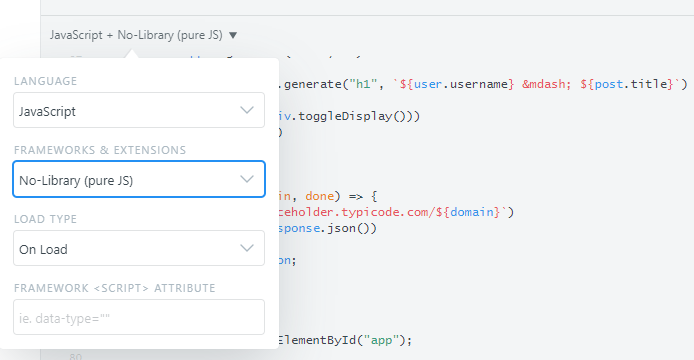 JavaScript + No-Library (pure JS) ▼
LANGUAGE
JavaScript
FRAMEWORKS & EXTENSIONS
No-Library (pure JS)
LOAD TYPE
On Load
FRAMEWORK <SCRIPT> ATTRIBUTE
ie. data-type=""
.generate("h1", `${user.username} &mdash; ${post.title}`)
iv.toggleDisplay()))
)
in, done) => {
ceholder.typicode.com/${domain}`)
sponse.json())
on;
ElementById("app");
80